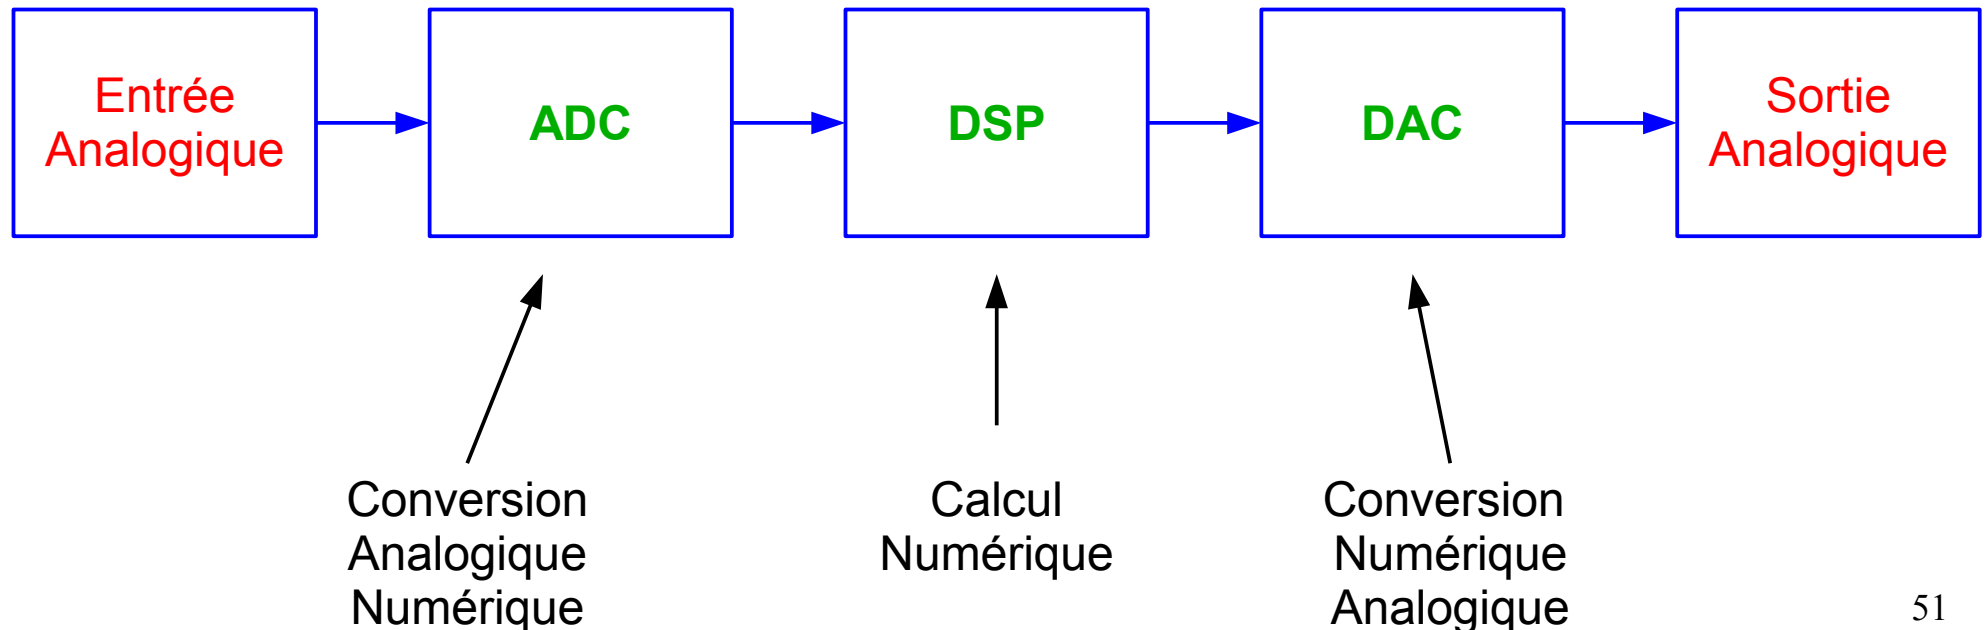 Entrée
Analogique
ADC
DSP
DAC
Sortie
Analogique
Conversion
Analogique
Numérique
Calcul
Numérique
Conversion
Numérique
Analogique
51